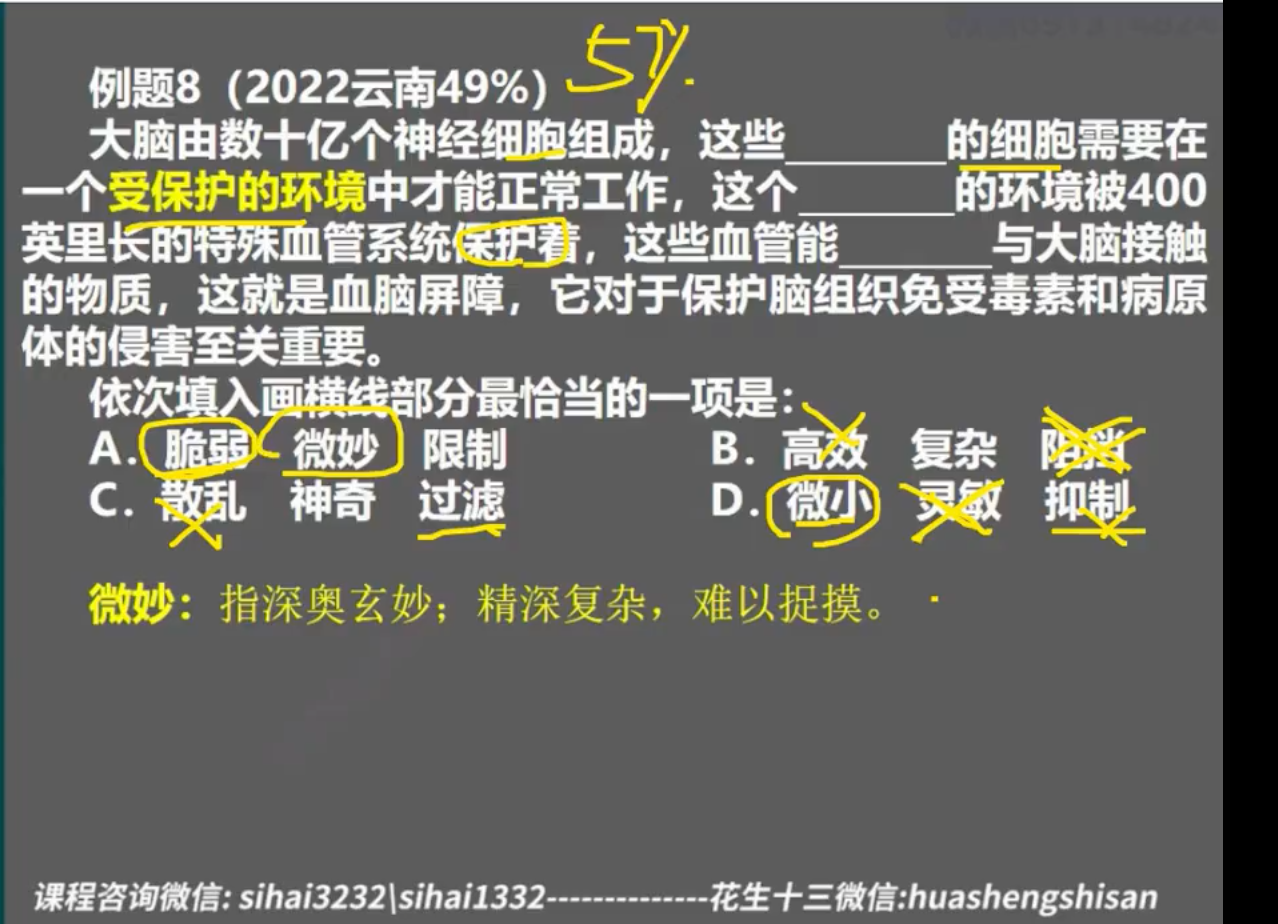 例题8（2022云南49%）57%.
大脑由数十亿个神经细胞组成，这些________的细胞需要在
一个受保护的环境中才能正常工作，这个________的环境被400
英里长的特殊血管系统保护着，这些血管能________与大脑接触
的物质，这就是血脑屏障，它对于保护脑组织免受毒素和病原
体的侵害至关重要。
依次填入画横线部分最恰当的一项是：
A. 脆弱 微妙 限制 B. 高效 复杂 阻挡
C. 散乱 神奇 过滤 D. 微小 灵敏 抑制
微妙：指深奥玄妙；精深复杂，难以捉摸。
课程咨询微信: sihai3232\sihai1332--------------花生十三微信:huashengshisan